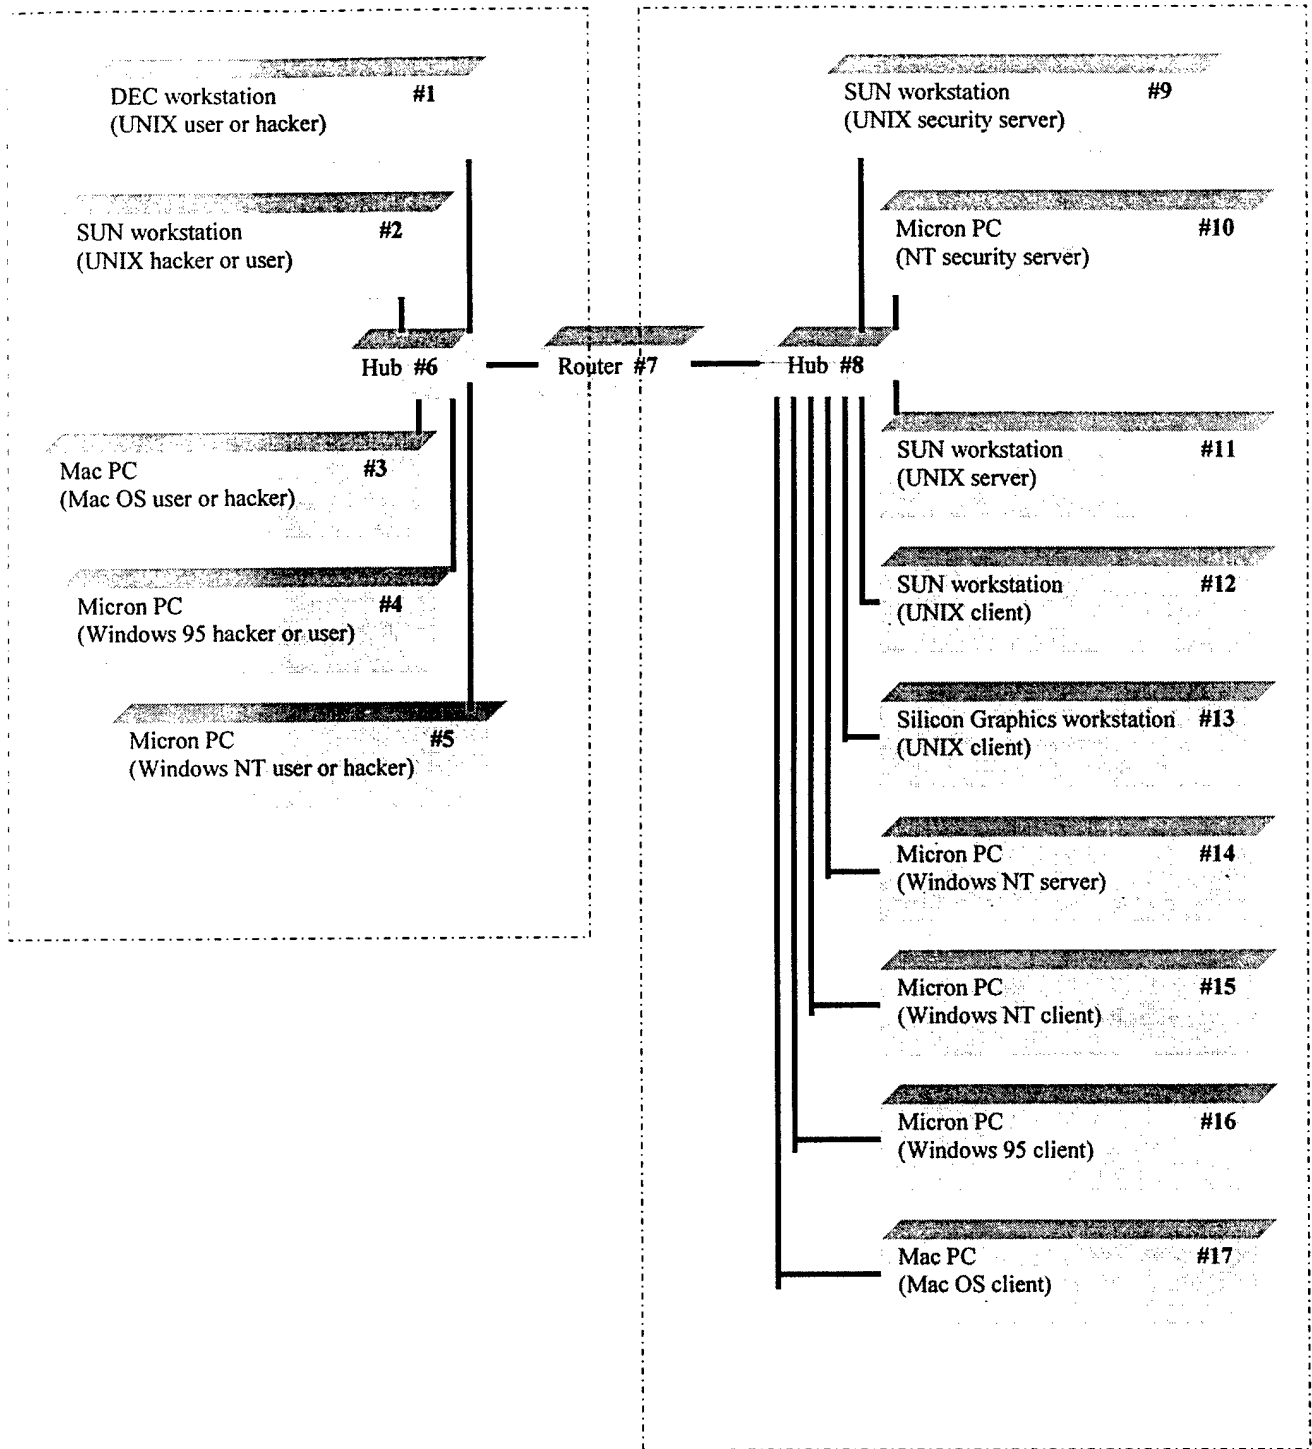 DEC workstation #1
(UNIX user or hacker)
SUN workstation #2
(UNIX hacker or user)
Hub #6
Mac PC #3
(Mac OS user or hacker)
Micron PC #4
(Windows 95 hacker or user)
Micron PC #5
(Windows NT user or hacker)
Router #7
SUN workstation #9
(UNIX security server)
Micron PC #10
(NT security server)
Hub #8
SUN workstation #11
(UNIX server)
SUN workstation #12
(UNIX client)
Silicon Graphics workstation #13
(UNIX client)
Micron PC #14
(Windows NT server)
Micron PC #15
(Windows NT client)
Micron PC #16
(Windows 95 client)
Mac PC #17
(Mac OS client)